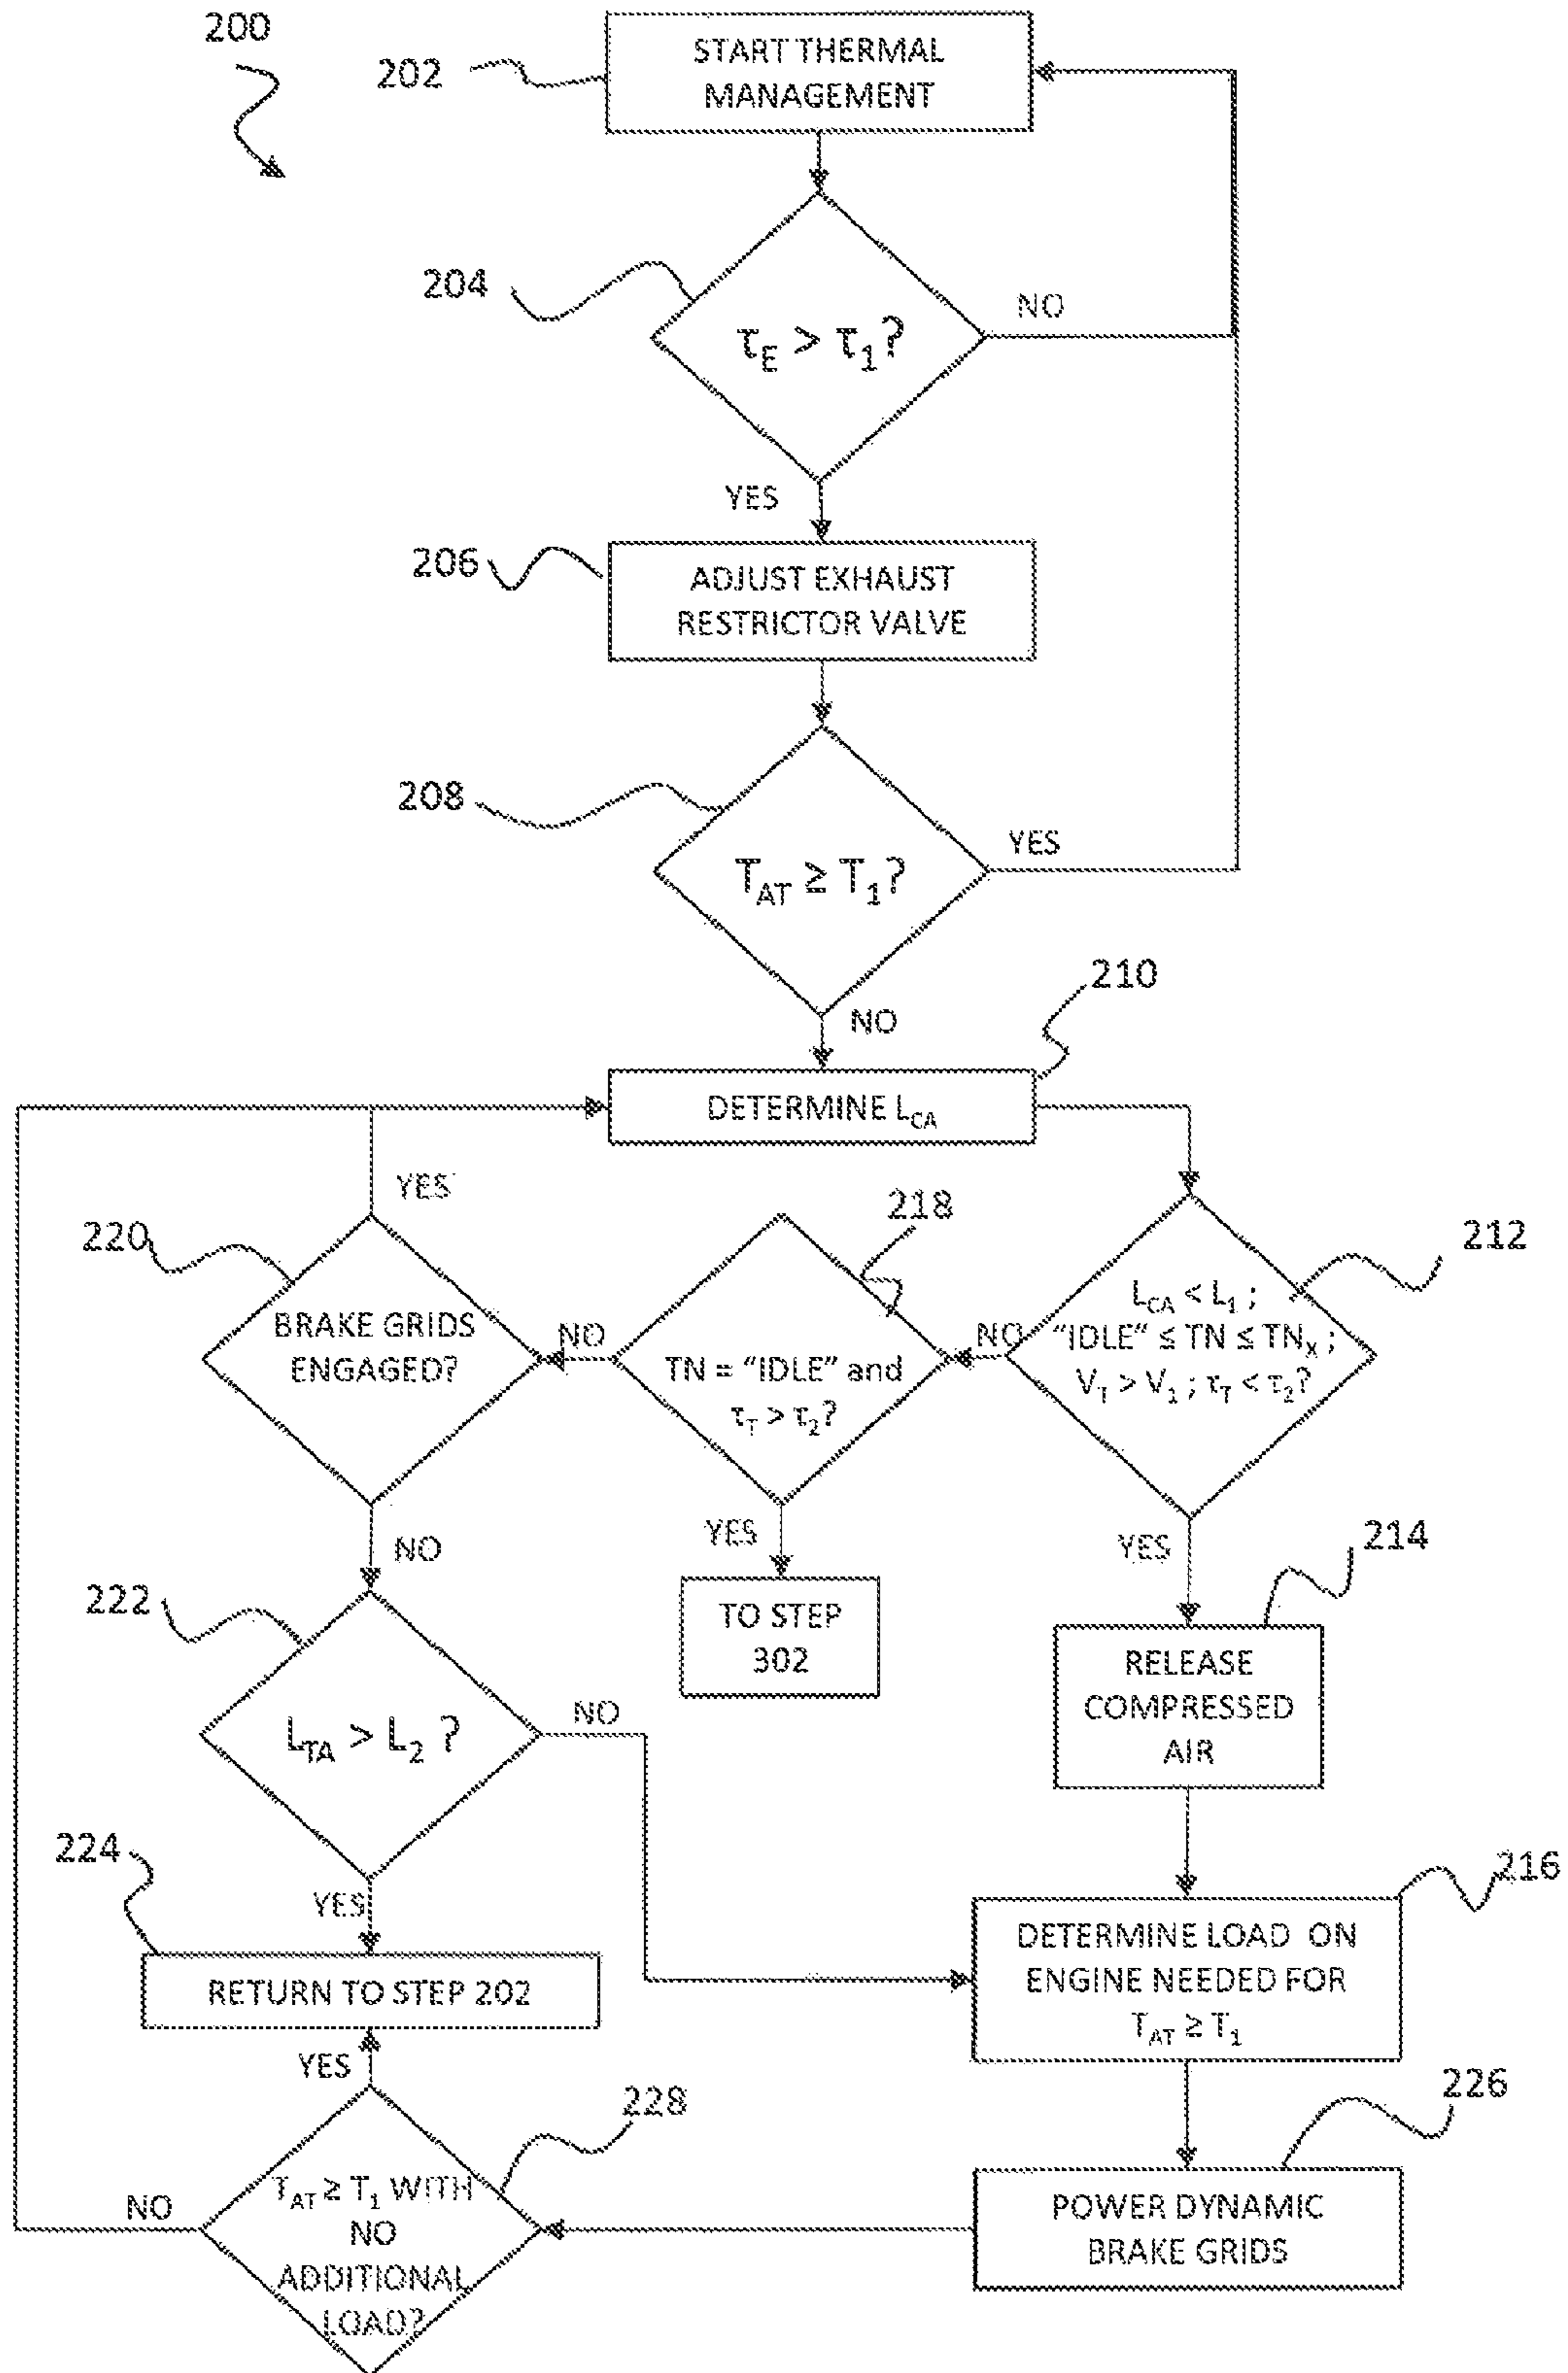 200
202
START THERMAL
MANAGEMENT
204
τE > τ1?
NO
YES
206
ADJUST EXHAUST
RESTRICTOR VALVE
208
TAT ≥ T1?
YES
NO
210
DETERMINE LCA
YES
220
BRAKE GRIDS
ENGAGED?
NO
218
TN = "IDLE" and
τT > τ2?
NO
212
LCA < L1 ;
"IDLE" ≤ TN ≤ TNX ;
VT > V1 ; τT < τ2?
NO
YES
TO STEP
302
YES
214
RELEASE
COMPRESSED
AIR
222
LTA > L2 ?
NO
YES
224
RETURN TO STEP 202
216
DETERMINE LOAD ON
ENGINE NEEDED FOR
TAT ≥ T1
YES
228
TAT ≥ T1 WITH
NO
ADDITIONAL
LOAD?
NO
226
POWER DYNAMIC
BRAKE GRIDS